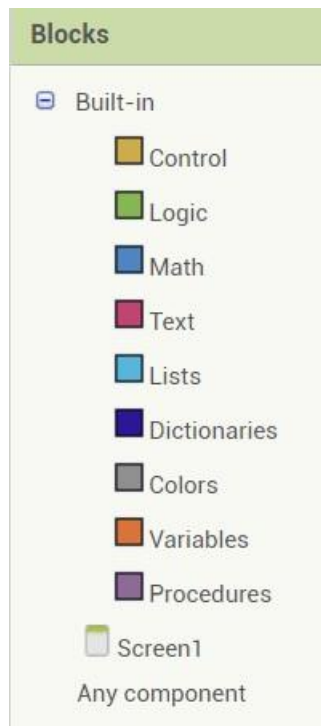 Blocks
Built-in
Control
Logic
Math
Text
Lists
Dictionaries
Colors
Variables
Procedures
Screen1
Any component